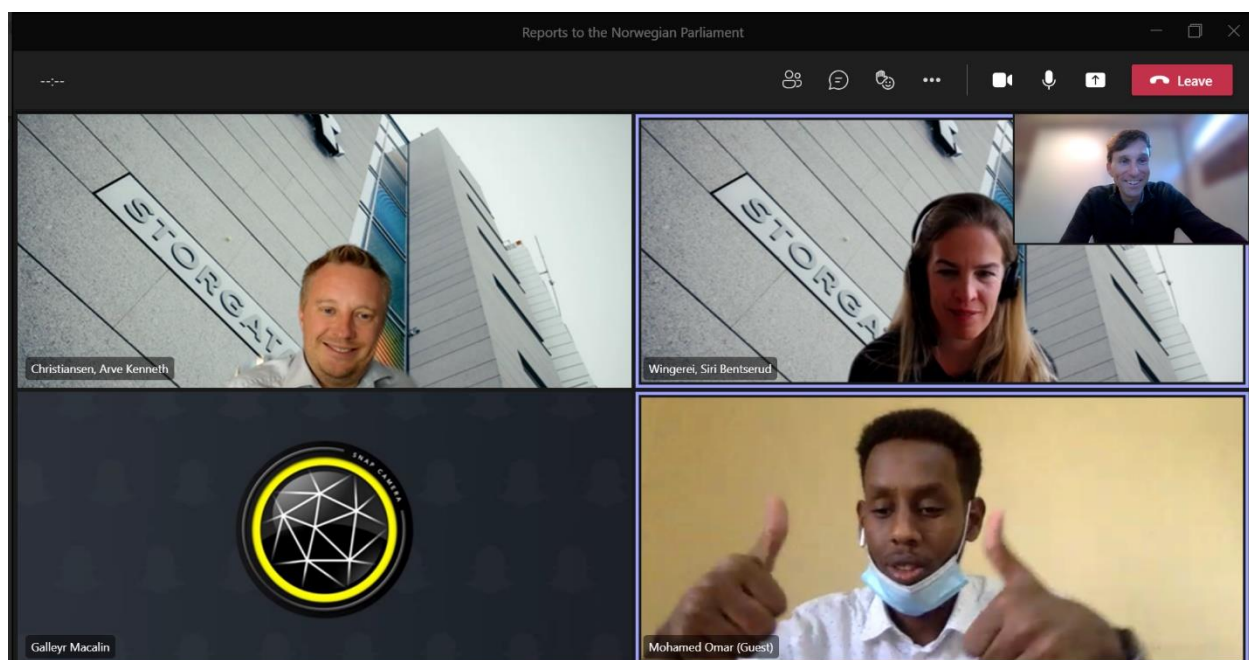 Reports to the Norwegian Parliament
--:--
Leave
STORGAT
STORGA
Christiansen, Arve Kenneth
Wingerei, Siri Bentserud
SNAP CAMERA
Galleyr Macalin
Mohamed Omar (Guest)